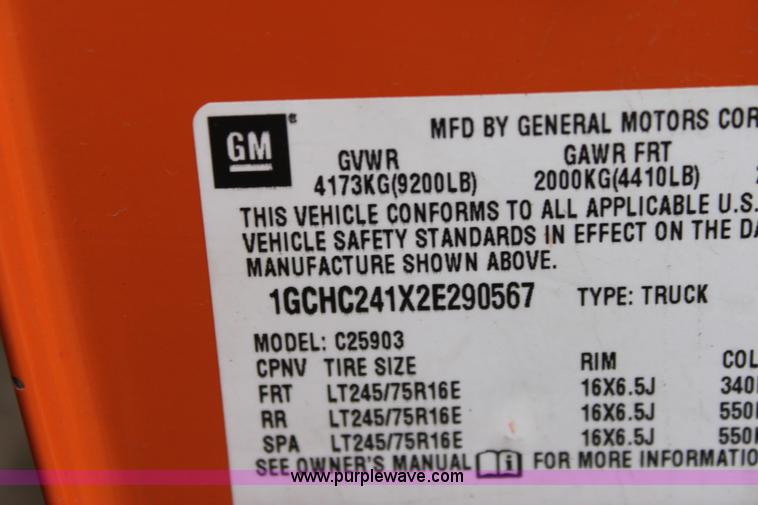 GM
MFD BY GENERAL MOTORS COR
GVWR GAWR FRT
4173KG(9200LB) 2000KG(4410LB)
THIS VEHICLE CONFORMS TO ALL APPLICABLE U.S.
VEHICLE SAFETY STANDARDS IN EFFECT ON THE DA
MANUFACTURE SHOWN ABOVE.
1GCHC241X2E290567 TYPE: TRUCK
MODEL: C25903
CPNV TIRE SIZE RIM COL
FRT LT245/75R16E 16X6.5J 340
RR LT245/75R16E 16X6.5J 550
SPA LT245/75R16E 16X6.5J 550
SEE OWNER'S MANUAL i FOR MORE INFORMATIO
www.purplewave.com